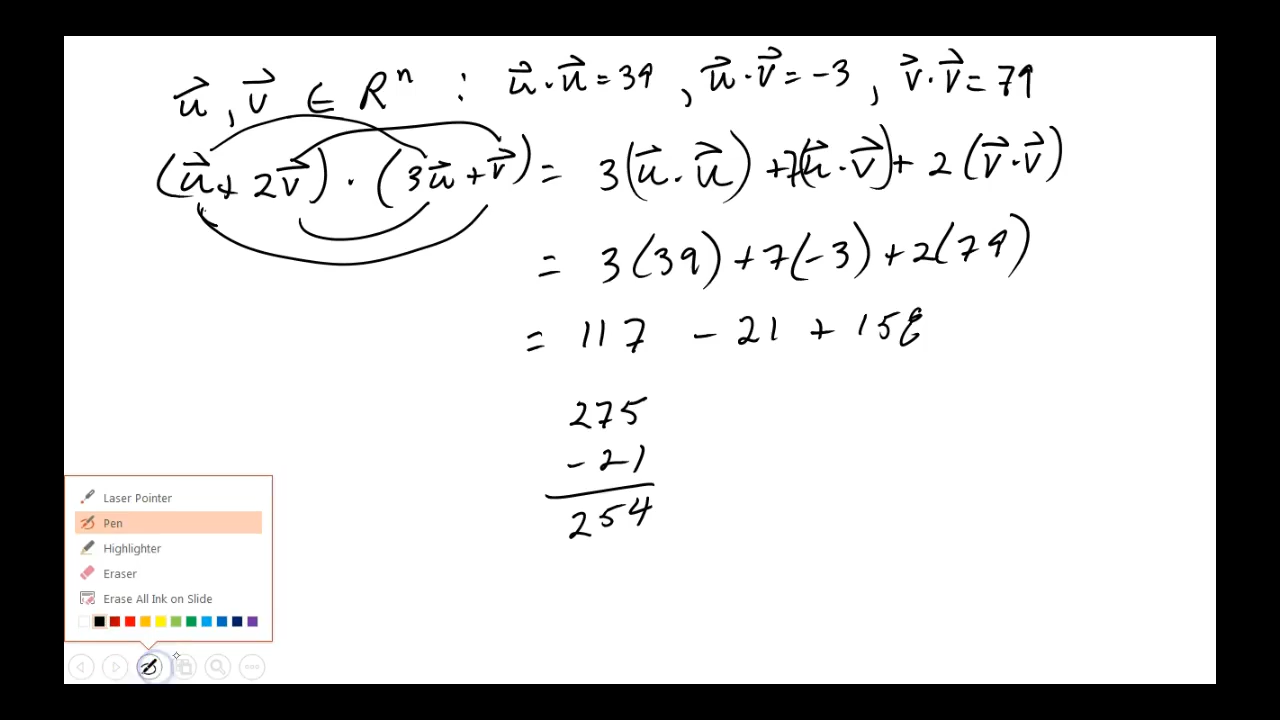 u⃗, v⃗ ∈ Rⁿ : u⃗·u⃗ = 39, u⃗·v⃗ = -3, v⃗·v⃗ = 79
(u⃗ + 2v⃗) · (3u⃗ + v⃗) = 3(u⃗·u⃗) + 7(u⃗·v⃗) + 2(v⃗·v⃗)
= 3(39) + 7(-3) + 2(79)
= 117 - 21 + 158
275
- 21
254
Laser Pointer
Pen
Highlighter
Eraser
Erase All Ink on Slide